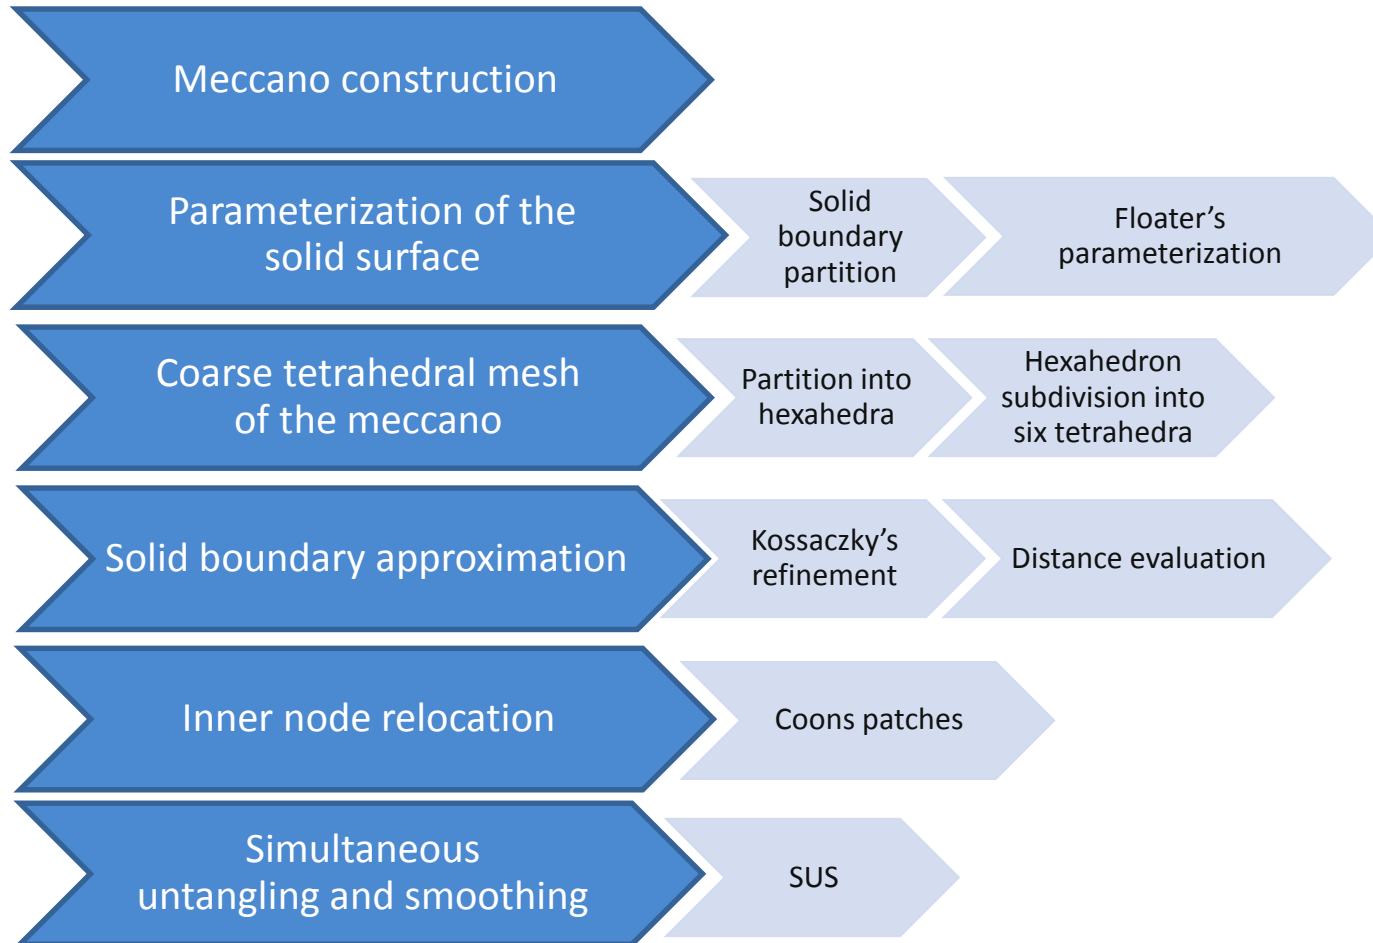 Meccano construction
Parameterization of the
solid surface
Solid
boundary
partition
Floater’s
parameterization
Coarse tetrahedral mesh
of the meccano
Partition into
hexahedra
Hexahedron
subdivision into
six tetrahedra
Solid boundary approximation
Kossaczky’s
refinement
Distance evaluation
Inner node relocation
Coons patches
Simultaneous
untangling and smoothing
SUS